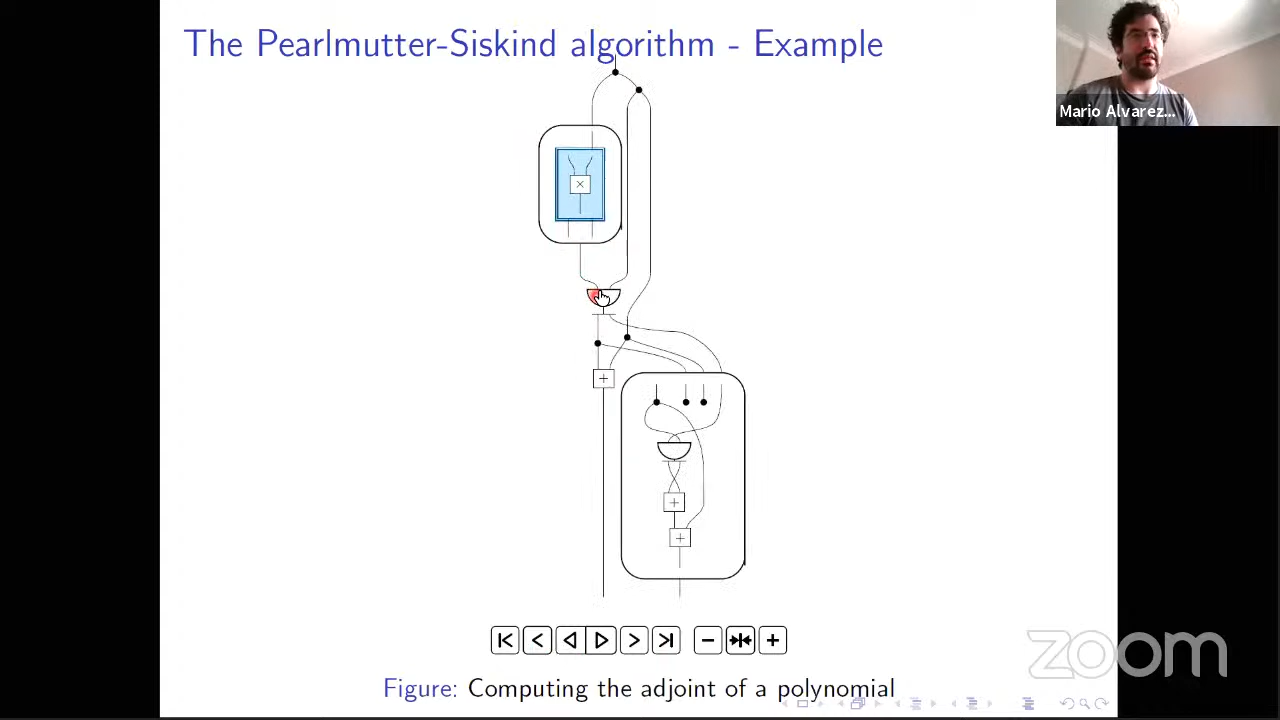 The Pearlmutter-Siskind algorithm - Example
Mario Alvarez...
×
+
+
+
Figure: Computing the adjoint of a polynomial
zoom